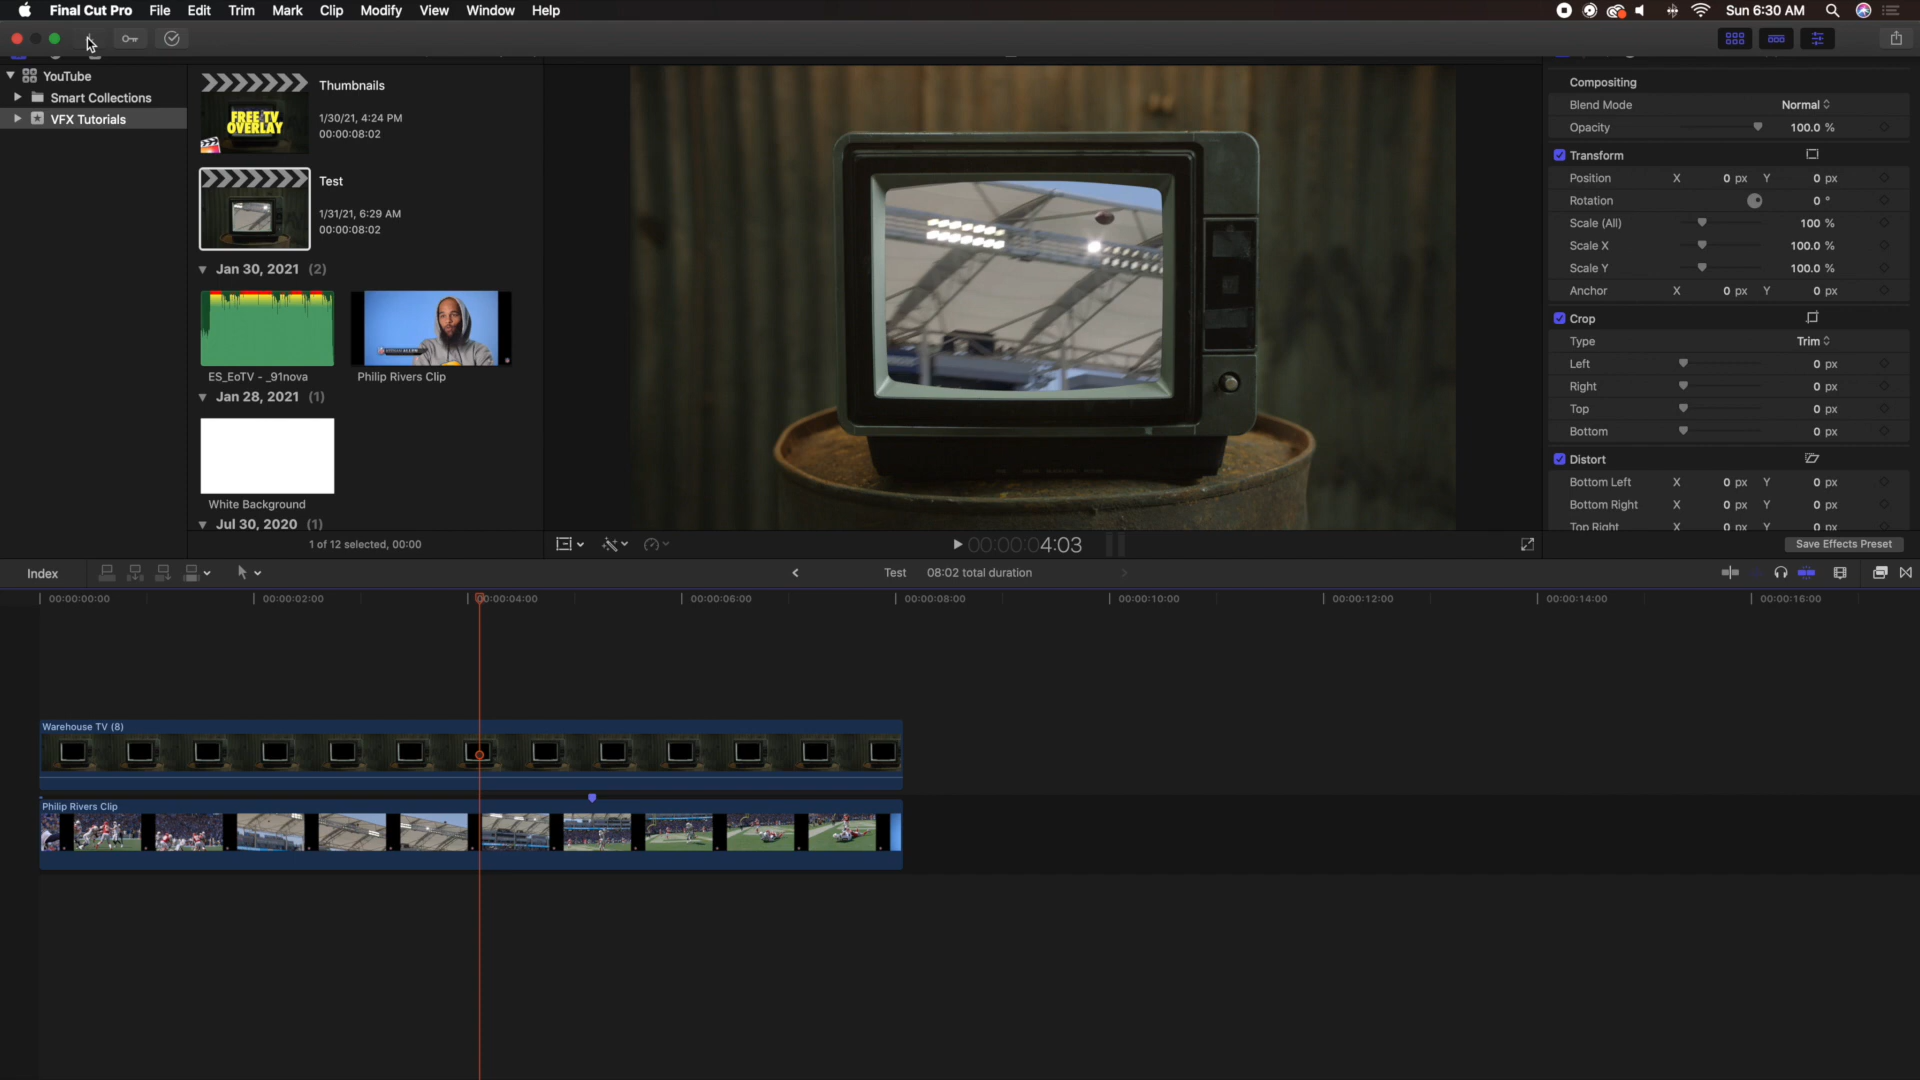 Final Cut Pro File Edit Trim Mark Clip Modify View Window Help Sun 6:30 AM
YouTube
Smart Collections
VFX Tutorials
Thumbnails
1/30/21, 4:24 PM
00:00:08:02
FREE TV
OVERLAY
Test
1/31/21, 6:29 AM
00:00:08:02
Jan 30, 2021 (2)
ES_EoTV - _91nova
Philip Rivers Clip
Jan 28, 2021 (1)
White Background
Jul 30, 2020 (1)
1 of 12 selected, 00:00
00:00:04:03
Compositing
Blend Mode Normal
Opacity 100.0 %
Transform
Position X 0 px Y 0 px
Rotation 0 °
Scale (All) 100 %
Scale X 100.0 %
Scale Y 100.0 %
Anchor X 0 px Y 0 px
Crop
Type Trim
Left 0 px
Right 0 px
Top 0 px
Bottom 0 px
Distort
Bottom Left X 0 px Y 0 px
Bottom Right X 0 px Y 0 px
Top Right X 0 px Y 0 px
Save Effects Preset
Index Test 08:02 total duration
00:00:00:00 00:00:02:00 00:00:04:00 00:00:06:00 00:00:08:00 00:00:10:00 00:00:12:00 00:00:14:00 00:00:16:00
Warehouse TV (8)
Philip Rivers Clip